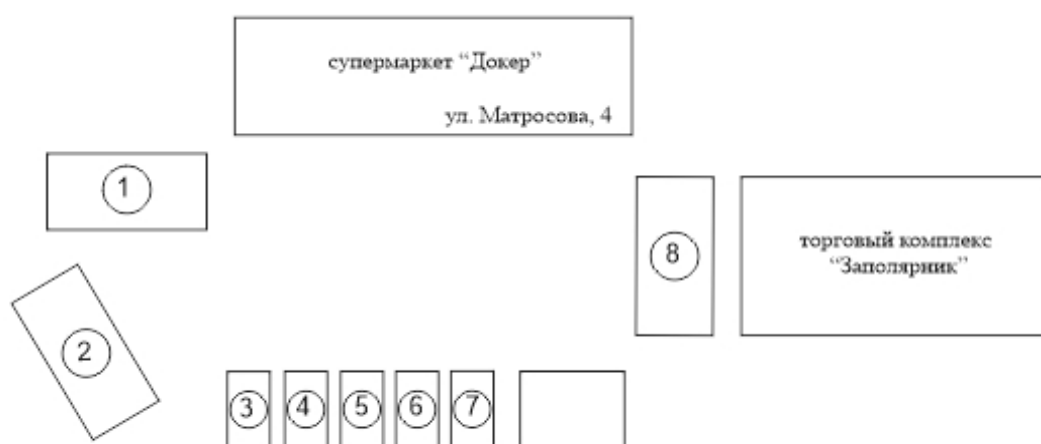 супермаркет “Докер”
ул. Матросова, 4
1
8
торговый комплекс
“Заполярник”
2
3
4
5
6
7